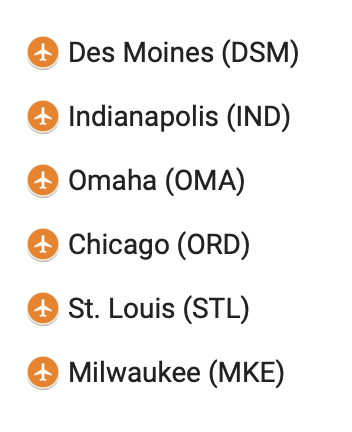 Des Moines (DSM)
Indianapolis (IND)
Omaha (OMA)
Chicago (ORD)
St. Louis (STL)
Milwaukee (MKE)